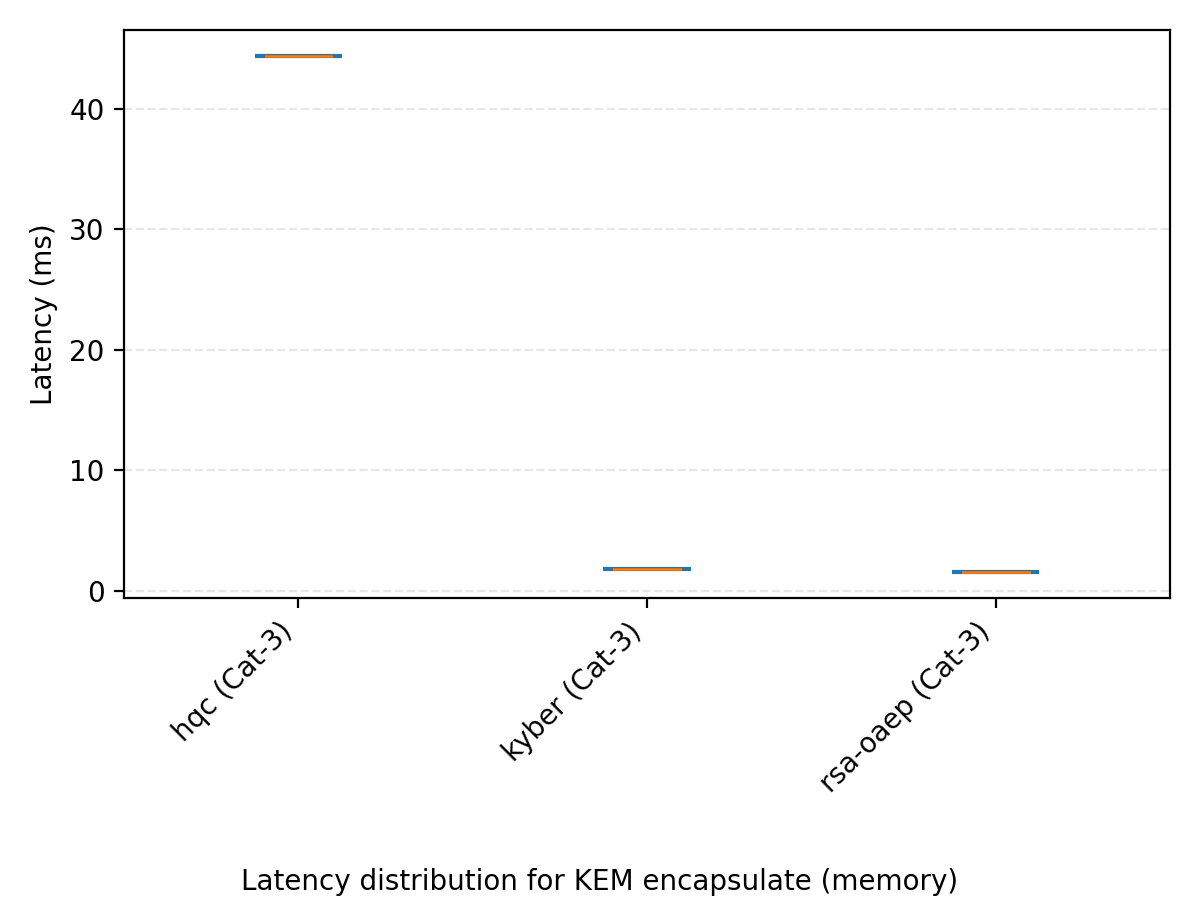 40
30
20
10
0
Latency (ms)
hqc (Cat-3)
kyber (Cat-3)
rsa-oaep (Cat-3)
Latency distribution for KEM encapsulate (memory)